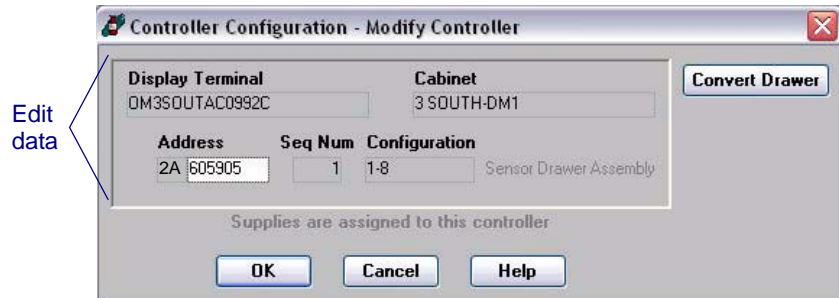 Controller Configuration - Modify Controller
Edit data
Display Terminal Cabinet
OM3SOUTAC0992C 3 SOUTH-DM1
Convert Drawer
Address Seq Num Configuration
2A 605905 1 1-8 Sensor Drawer Assembly
Supplies are assigned to this controller
OK Cancel Help